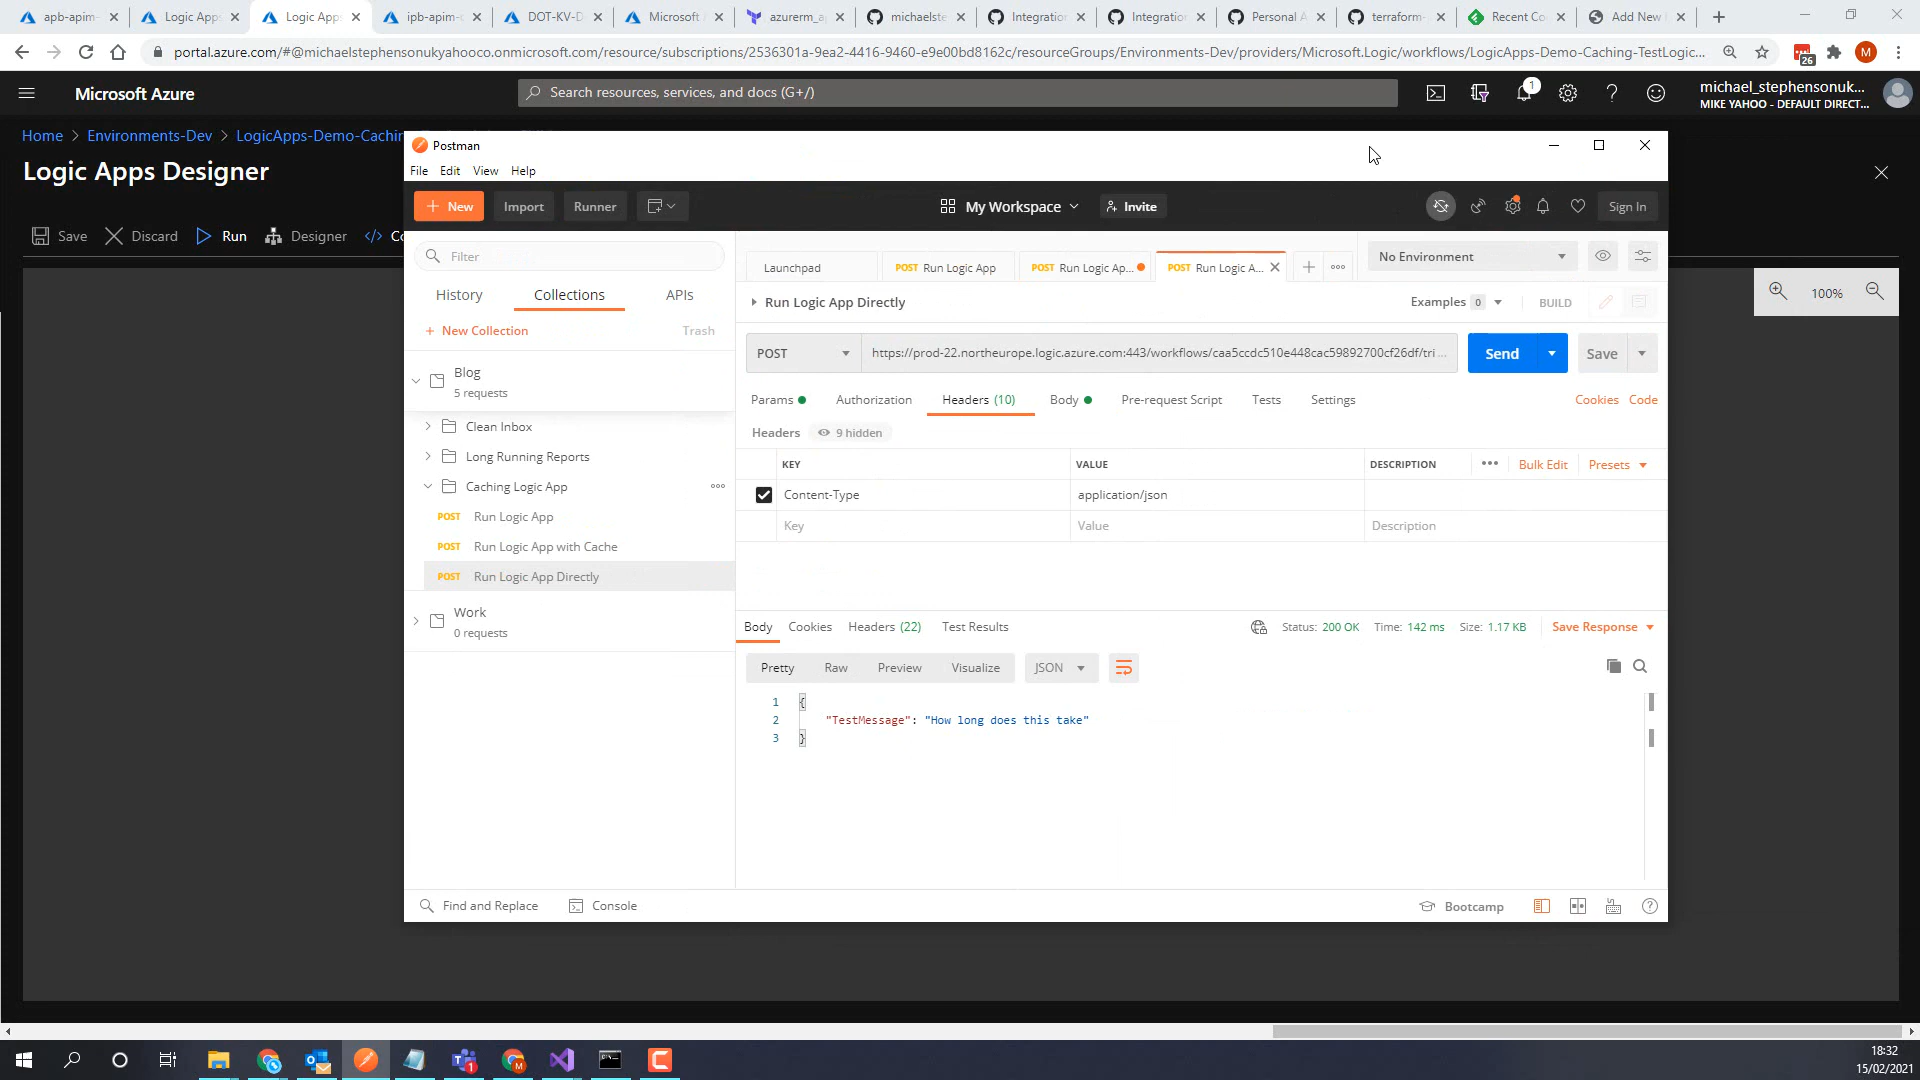 apb-apim-
Logic Apps
Logic Apps
ipb-apim-
DOT-KV-D
Microsoft
azurerm_a
michaelste
Integration
Integration
Personal A
terraform-
Recent Co
Add New
portal.azure.com/#@michaelstephensonukyahooco.onmicrosoft.com/resource/subscriptions/2536301a-9ea2-4416-9460-e9e00bd8162c/resourceGroups/Environments-Dev/providers/Microsoft.Logic/workflows/LogicApps-Demo-Caching-TestLogic...
26
M
Microsoft Azure
Search resources, services, and docs (G+/)
1
michael_stephensonuk...
MIKE YAHOO - DEFAULT DIRECT...
Home > Environments-Dev > LogicApps-Demo-Cachin
Logic Apps Designer
Save Discard Run Designer </> Co
100%
Postman
File Edit View Help
+ New Import Runner
My Workspace Invite
Sign In
Filter
History Collections APIs
+ New Collection Trash
Blog
5 requests
Clean Inbox
Long Running Reports
Caching Logic App
POST Run Logic App
POST Run Logic App with Cache
POST Run Logic App Directly
Work
0 requests
Launchpad
POST Run Logic App
POST Run Logic Ap...
POST Run Logic A...
No Environment
Run Logic App Directly
Examples 0 BUILD
POST https://prod-22.northeurope.logic.azure.com:443/workflows/caa5ccdc510e448cac59892700cf26df/tri...
Send Save
Params Authorization Headers (10) Body Pre-request Script Tests Settings Cookies Code
Headers 9 hidden
KEY VALUE DESCRIPTION ••• Bulk Edit Presets
Content-Type application/json
Key Value Description
Body Cookies Headers (22) Test Results Status: 200 OK Time: 142 ms Size: 1.17 KB Save Response
Pretty Raw Preview Visualize JSON
1 {
2 "TestMessage": "How long does this take"
3 }
Find and Replace Console
Bootcamp
1
M
18:32
15/02/2021